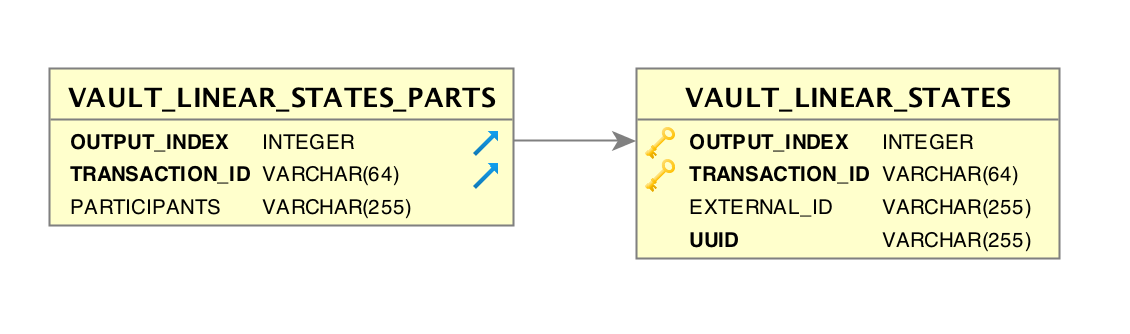 VAULT_LINEAR_STATES_PARTS
OUTPUT_INDEX INTEGER
TRANSACTION_ID VARCHAR(64)
PARTICIPANTS VARCHAR(255)
VAULT_LINEAR_STATES
OUTPUT_INDEX INTEGER
TRANSACTION_ID VARCHAR(64)
EXTERNAL_ID VARCHAR(255)
UUID VARCHAR(255)